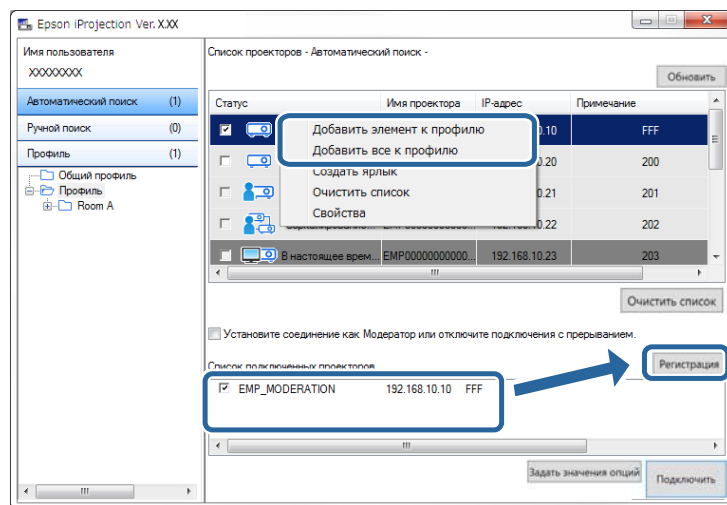 Epson iProjection Ver. X.XX
Имя пользователя
XXXXXXXX
Автоматический поиск (1)
Ручной поиск (0)
Профиль (1)
Общий профиль
Профиль
Room A
Список проекторов - Автоматический поиск -
Обновить
Статус Имя проектора IP-адрес Примечание
Добавить элемент к профилю 0.10 FFF
Добавить все к профилю
Создать ярлык 0.20 200
Очистить список 0.21 201
Свойства
0.22 202
В настоящее врем... EMP00000000000... 192.168.10.23 203
Очистить список
Установите соединение как Модератор или отключите подключения с прерыванием.
Список подключенных проекторов
Регистрация
EMP_MODERATION 192.168.10.10 FFF
Задать значения опций
Подключить